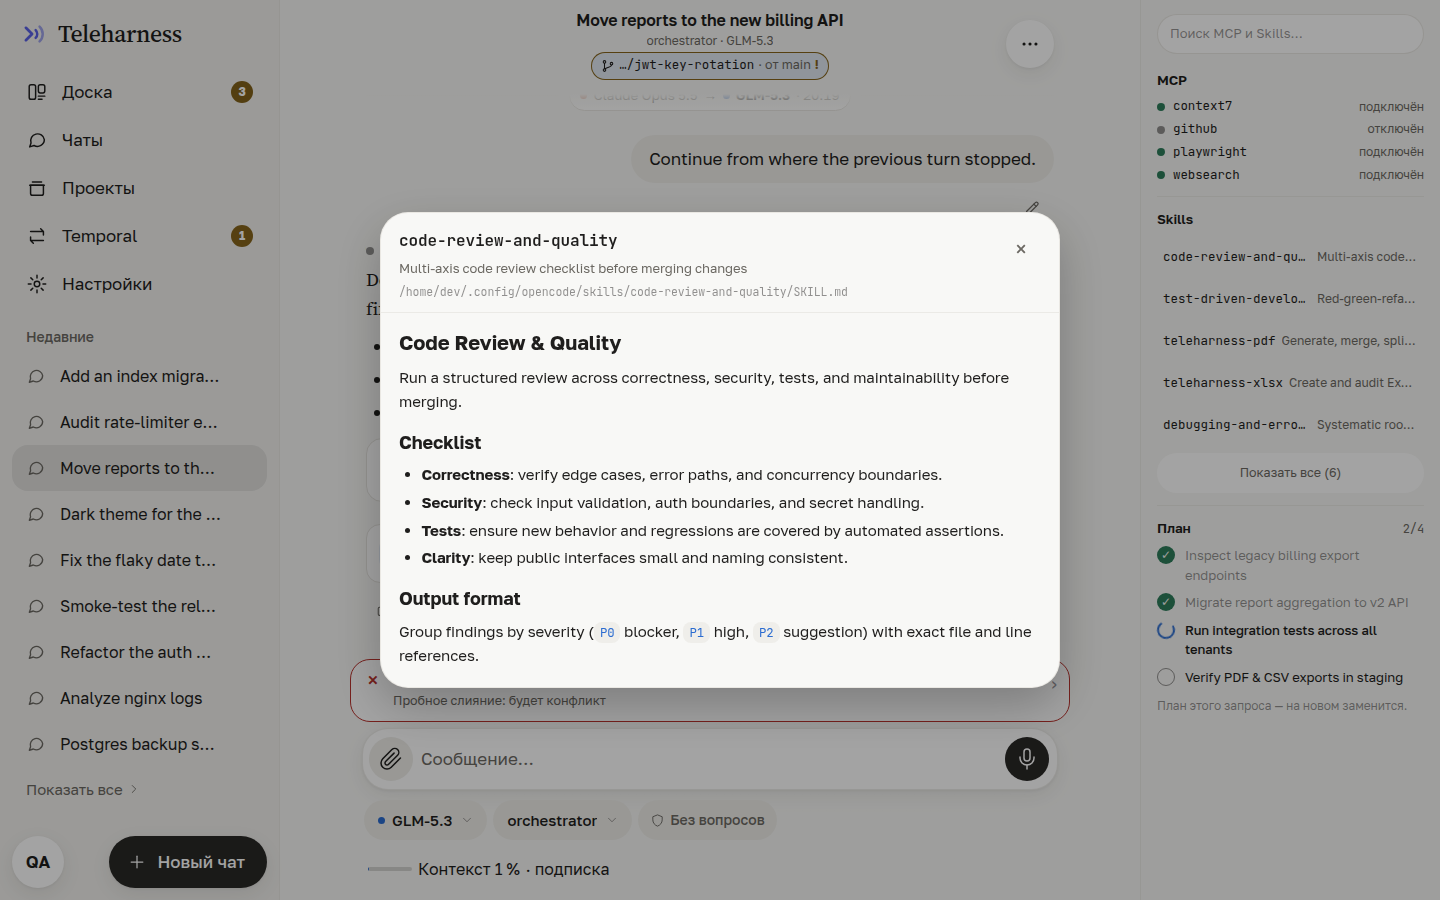 Teleharness
Доска 3
Чаты
Проекты
Temporal 1
Настройки
Недавние
Add an index migra...
Audit rate-limiter e...
Move reports to th...
Dark theme for the ...
Fix the flaky date t...
Smoke-test the rel...
Refactor the auth ...
Analyze nginx logs
Postgres backup s...
Показать все
QA
Новый чат
Move reports to the new billing API
orchestrator · GLM-5.3
…/jwt-key-rotation · от main !
Continue from where the previous turn stopped.
code-review-and-quality
Multi-axis code review checklist before merging changes
/home/dev/.config/opencode/skills/code-review-and-quality/SKILL.md
Code Review & Quality
Run a structured review across correctness, security, tests, and maintainability before
merging.
Checklist
• Correctness: verify edge cases, error paths, and concurrency boundaries.
• Security: check input validation, auth boundaries, and secret handling.
• Tests: ensure new behavior and regressions are covered by automated assertions.
• Clarity: keep public interfaces small and naming consistent.
Output format
Group findings by severity (P0 blocker, P1 high, P2 suggestion) with exact file and line
references.
Пробное слияние: будет конфликт
Сообщение...
GLM-5.3
orchestrator
Без вопросов
Контекст 1 % · подписка
Поиск MCP и Skills...
MCP
context7 подключён
github отключён
playwright подключён
websearch подключён
Skills
code-review-and-qu… Multi-axis code...
test-driven-develo… Red-green-refa...
teleharness-pdf Generate, merge, spli...
teleharness-xlsx Create and audit Ex...
debugging-and-erro… Systematic roo...
Показать все (6)
План 2/4
Inspect legacy billing export
endpoints
Migrate report aggregation to v2 API
Run integration tests across all
tenants
Verify PDF & CSV exports in staging
План этого запроса — на новом заменится.